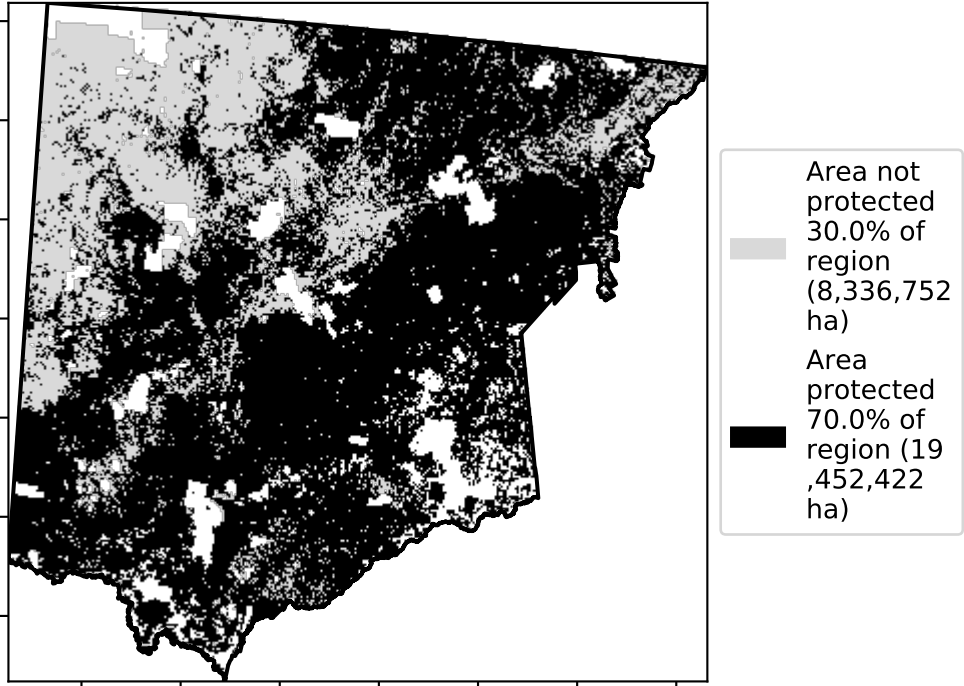 Area not
protected
30.0% of
region
(8,336,752
ha)
Area
protected
70.0% of
region (19
,452,422
ha)